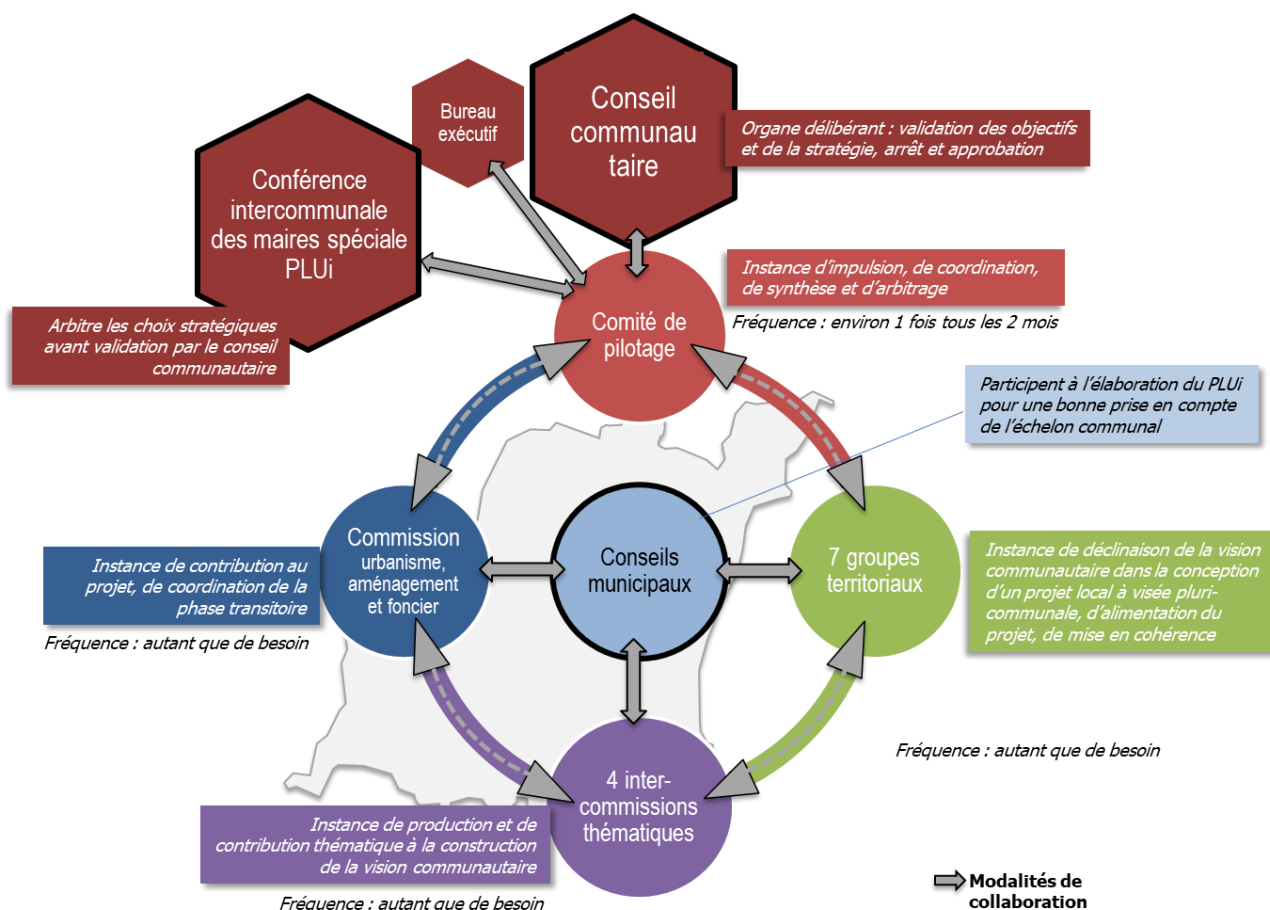 Bureau
exécutif
Conseil
communau
taire
Organe délibérant : validation des objectifs
et de la stratégie, arrêt et approbation
Conférence
intercommunale
des maires spéciale
PLUi
Arbitre les choix stratégiques
avant validation par le conseil
communautaire
Instance d’impulsion, de coordination,
de synthèse et d’arbitrage
Fréquence : environ 1 fois tous les 2 mois
Comité de
pilotage
Participent à l’élaboration du PLUi
pour une bonne prise en compte
de l’échelon communal
Instance de contribution au
projet, de coordination de la
phase transitoire
Fréquence : autant que de besoin
Commission
urbanisme,
aménagement
et foncier
Conseils
municipaux
7 groupes
territoriaux
Instance de déclinaison de la vision
communautaire dans la conception
d’un projet local à visée pluri-
communale, d’alimentation du
projet, de mise en cohérence
Fréquence : autant que de besoin
4 inter-
commissions
thématiques
Instance de production et de
contribution thématique à la construction
de la vision communautaire
Fréquence : autant que de besoin
Modalités de
collaboration